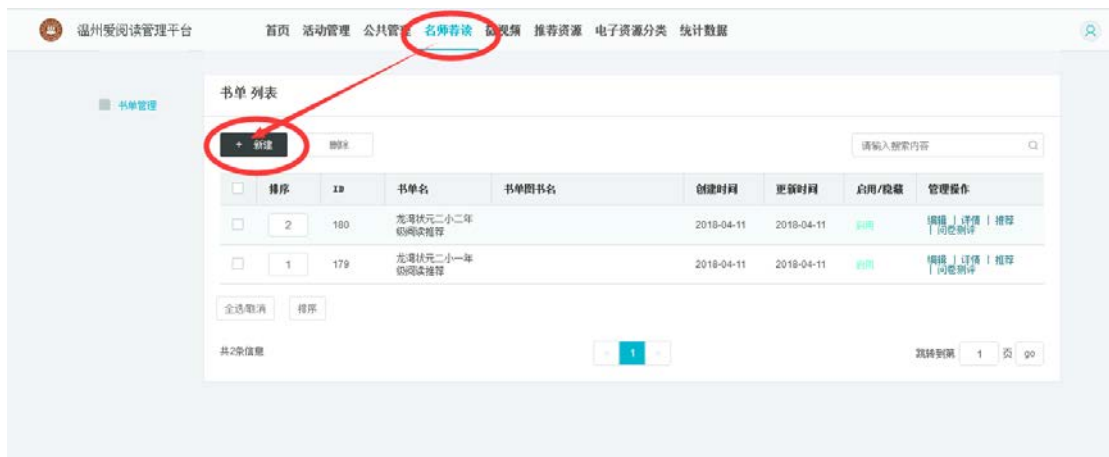 温州爱阅读管理平台 首页 活动管理 公共管理 名师荐读 微视频 推荐资源 电子资源分类 统计数据
书单管理
书单 列表
+ 新建 删除 请输入搜索内容
排序 ID 书单名 书单图书名 创建时间 更新时间 启用/隐藏 管理操作
2 180 龙湾状元二小二年级阅读推荐 2018-04-11 2018-04-11 启用 编辑 | 详情 | 推荐 | 问卷测评
1 179 龙湾状元二小一年级阅读推荐 2018-04-11 2018-04-11 启用 编辑 | 详情 | 推荐 | 问卷测评
全选/取消 排序
共2条信息 1 跳转到第 1 页 go